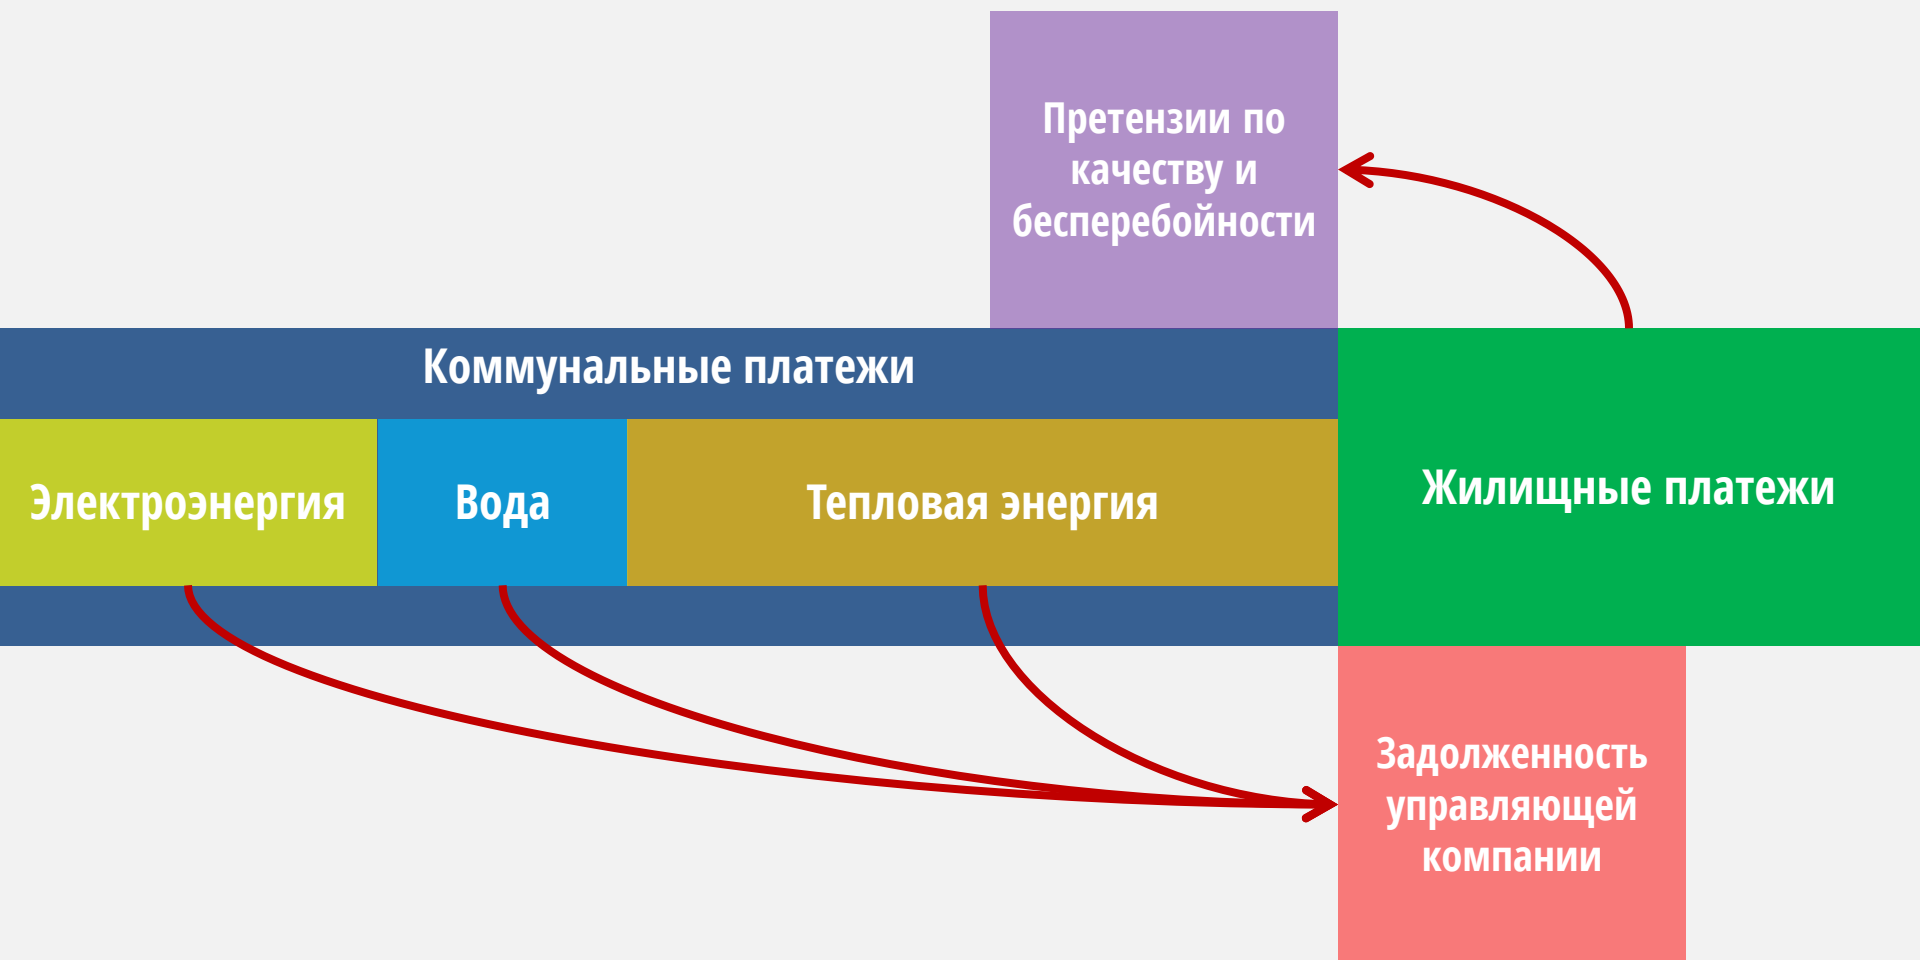 Претензии по
качеству и
бесперебойности
Коммунальные платежи
Электроэнергия
Вода
Тепловая энергия
Жилищные платежи
Задолженность
управляющей
компании